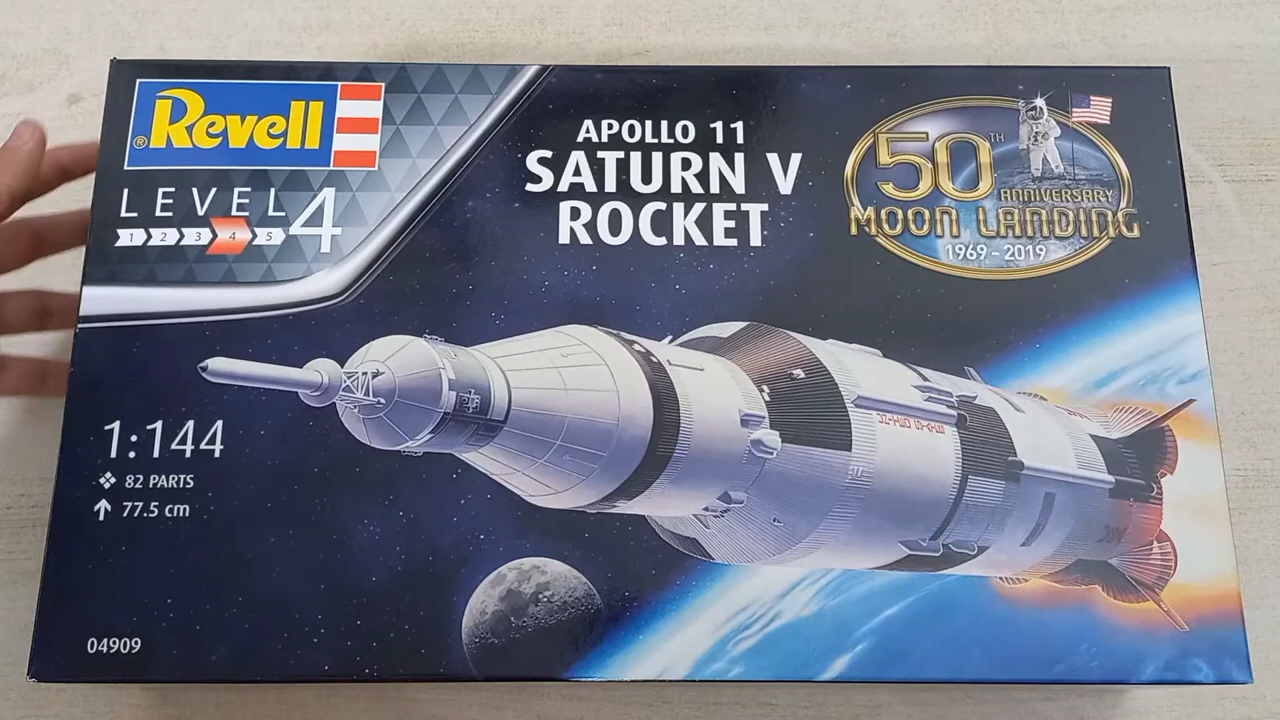 ® Revell
LEVEL 4
1 2 3 4 5
APOLLO 11
SATURN V
ROCKET
50TH
ANNIVERSARY
MOON LANDING
1969 - 2019
1:144
82 PARTS
77.5 cm
04909